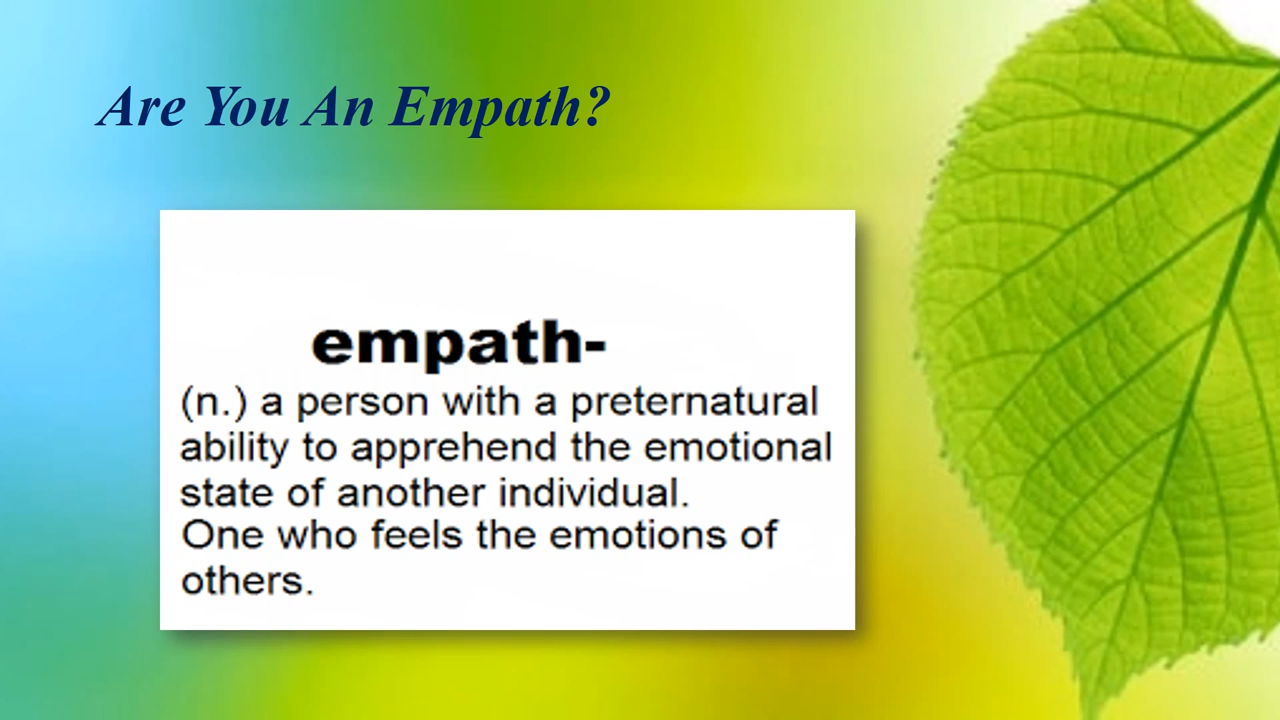 Are You An Empath?
empath-
(n.) a person with a preternatural
ability to apprehend the emotional
state of another individual.
One who feels the emotions of
others.